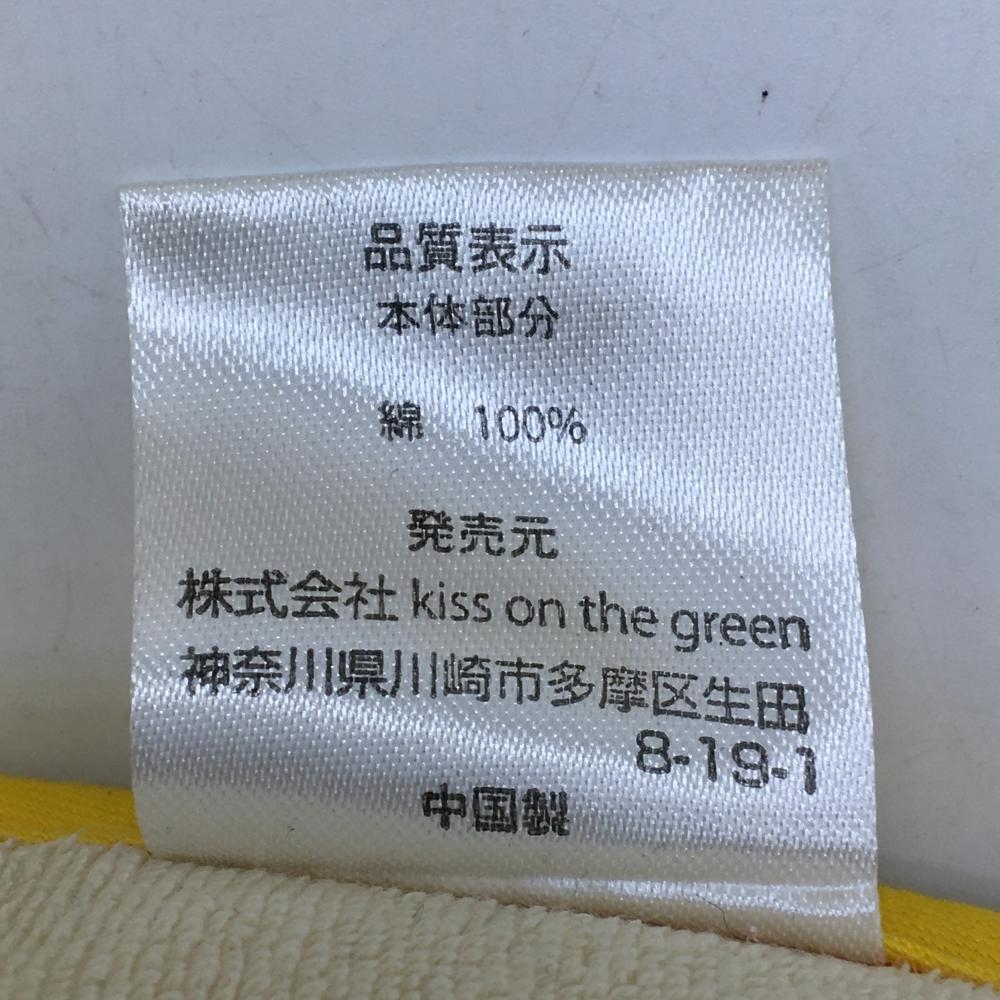 品質表示
本体部分
綿 100%
発売元
株式会社 kiss on the green
神奈川県川崎市多摩区生田
8-19-1
中国製